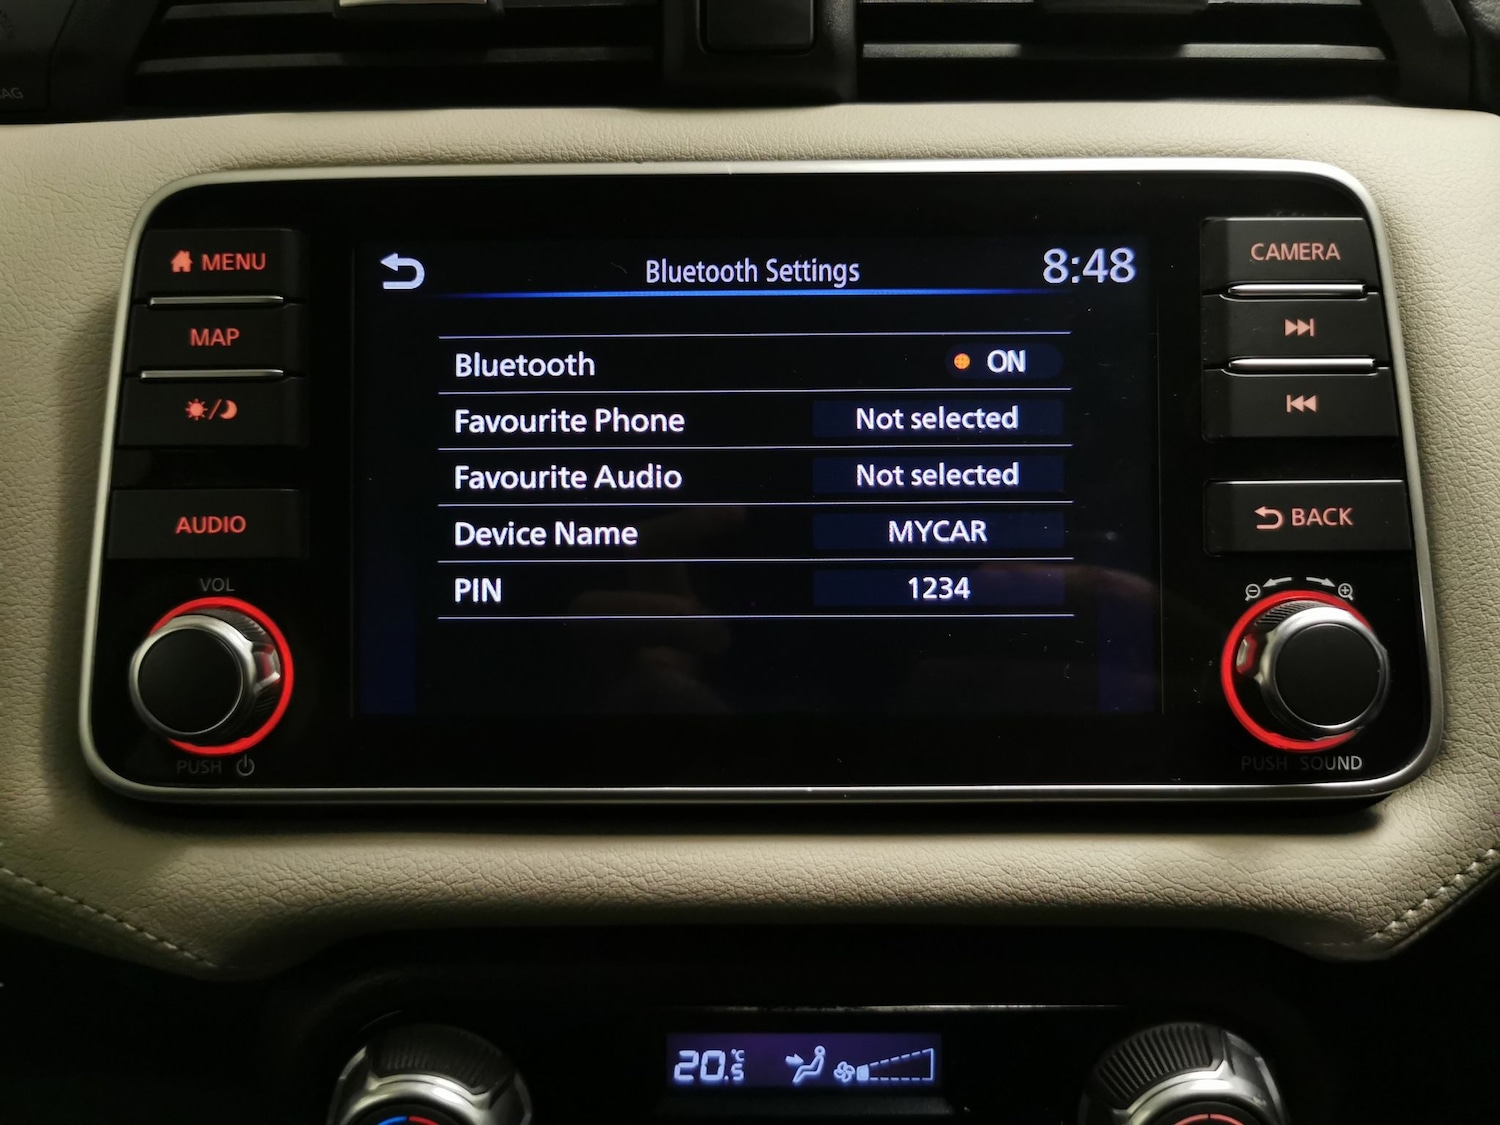 AG
MENU
MAP
AUDIO
VOL
PUSH
Bluetooth Settings 8:48
Bluetooth ON
Favourite Phone Not selected
Favourite Audio Not selected
Device Name MYCAR
PIN 1234
CAMERA
BACK
PUSH SOUND
20.5 °C